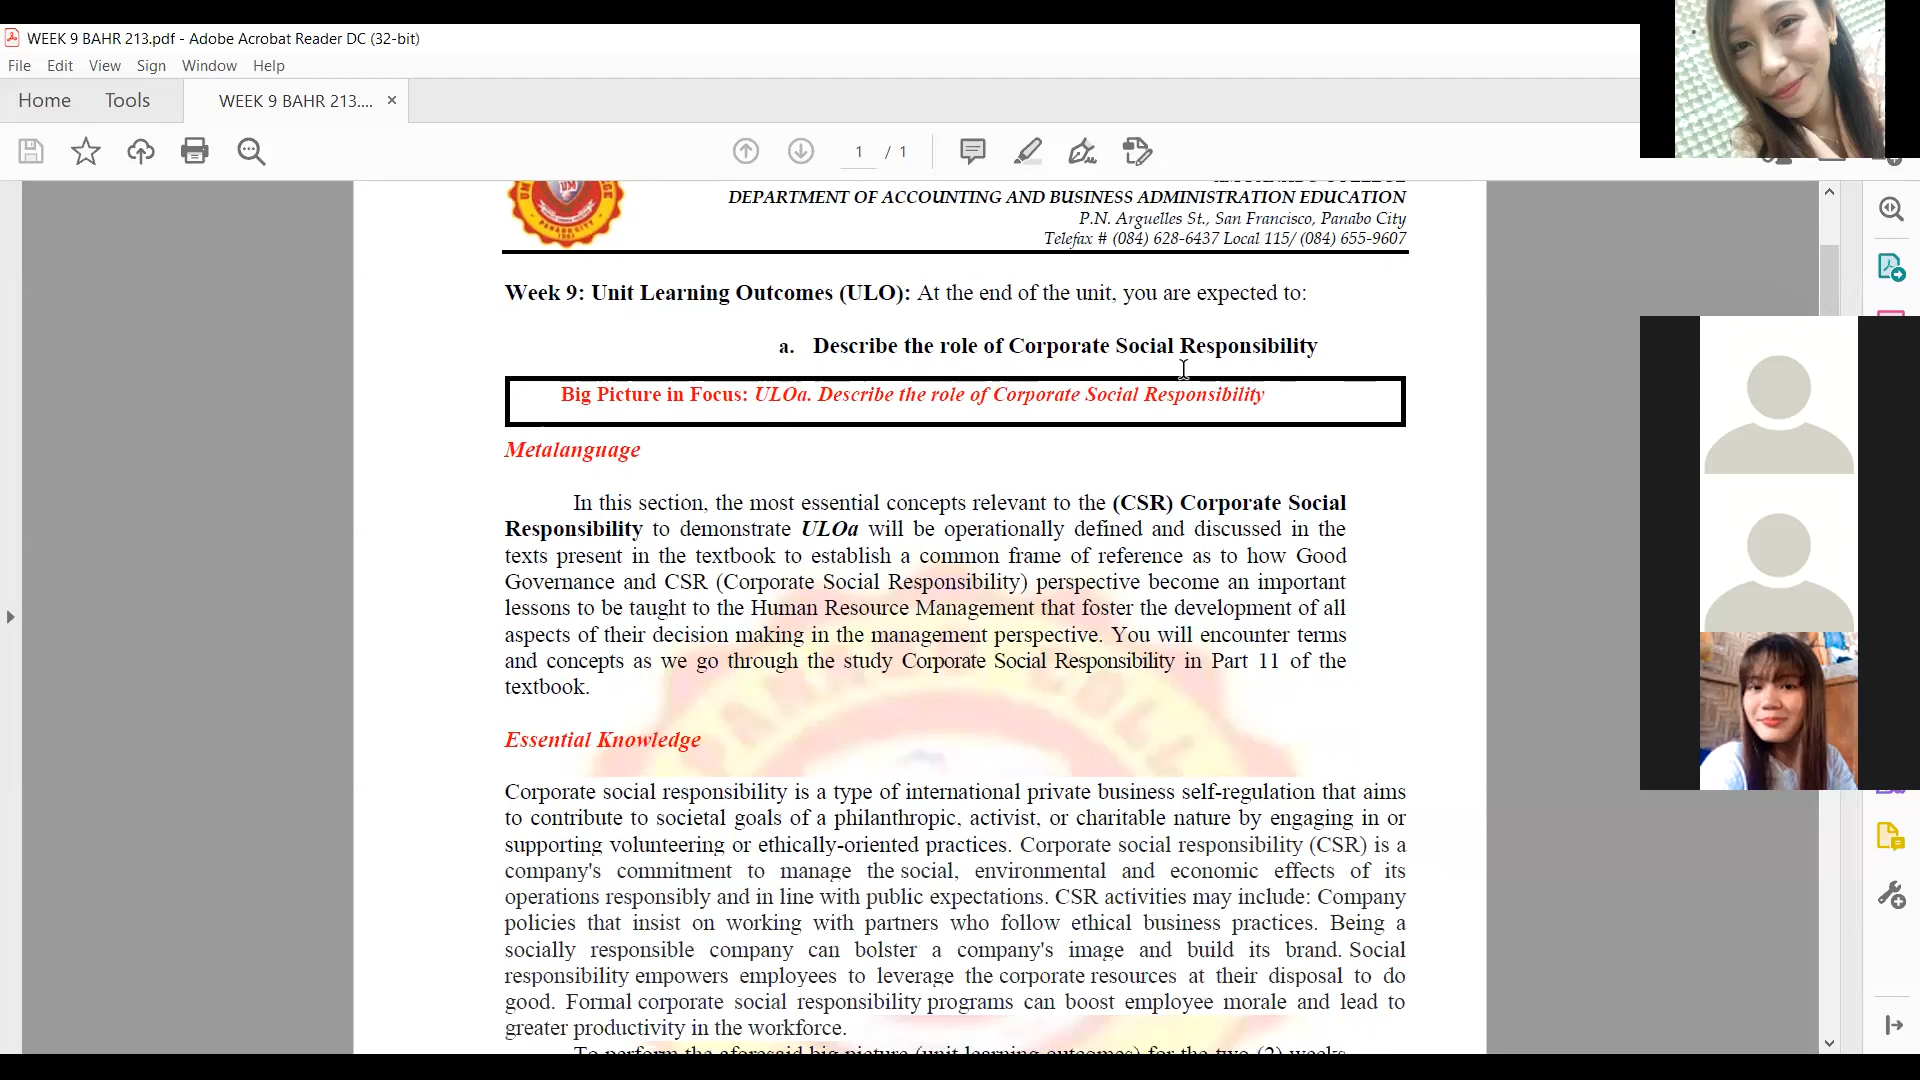 WEEK 9 BAHR 213.pdf - Adobe Acrobat Reader DC (32-bit)
File Edit View Sign Window Help
Home Tools WEEK 9 BAHR 213.... ×
1 / 1
DEPARTMENT OF ACCOUNTING AND BUSINESS ADMINISTRATION EDUCATION
P.N. Arguelles St., San Francisco, Panabo City
Telefax # (084) 628-6437 Local 115/ (084) 655-9607
Week 9: Unit Learning Outcomes (ULO): At the end of the unit, you are expected to:
a. Describe the role of Corporate Social Responsibility
Big Picture in Focus: ULOa. Describe the role of Corporate Social Responsibility
Metalanguage
In this section, the most essential concepts relevant to the (CSR) Corporate Social
Responsibility to demonstrate ULOa will be operationally defined and discussed in the
texts present in the textbook to establish a common frame of reference as to how Good
Governance and CSR (Corporate Social Responsibility) perspective become an important
lessons to be taught to the Human Resource Management that foster the development of all
aspects of their decision making in the management perspective. You will encounter terms
and concepts as we go through the study Corporate Social Responsibility in Part 11 of the
textbook.
Essential Knowledge
Corporate social responsibility is a type of international private business self-regulation that aims
to contribute to societal goals of a philanthropic, activist, or charitable nature by engaging in or
supporting volunteering or ethically-oriented practices. Corporate social responsibility (CSR) is a
company's commitment to manage the social, environmental and economic effects of its
operations responsibly and in line with public expectations. CSR activities may include: Company
policies that insist on working with partners who follow ethical business practices. Being a
socially responsible company can bolster a company's image and build its brand. Social
responsibility empowers employees to leverage the corporate resources at their disposal to do
good. Formal corporate social responsibility programs can boost employee morale and lead to
greater productivity in the workforce.
To perform the aforesaid big picture (unit learning outcomes) for the two (2) weeks